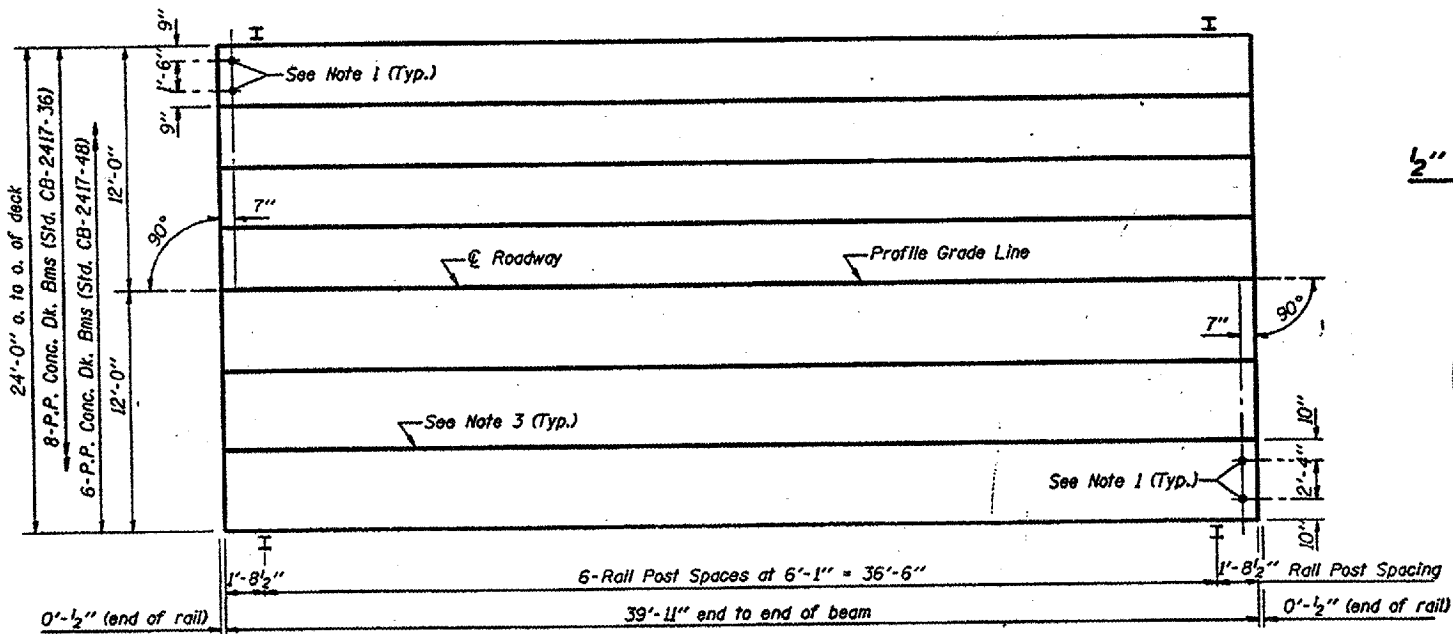 9"
1'-6"
9"
See Note 1 (Typ.)
½"
24'-0" o. to o. of deck
8-P.P. Conc. Dk. Bms (Std. CB-2417-36)
6-P.P. Conc. Dk. Bms (Std. CB-2417-48)
12'-0"
12'-0"
90°
7"
℄ Roadway
Profile Grade Line
7"
90°
See Note 3 (Typ.)
See Note 1 (Typ.)
10"
2'-4"
10"
1'-8½"
6-Rail Post Spaces at 6'-1" = 36'-6"
1'-8½" Rail Post Spacing
0'-½" (end of rail)
39'-11" end to end of beam
0'-½" (end of rail)